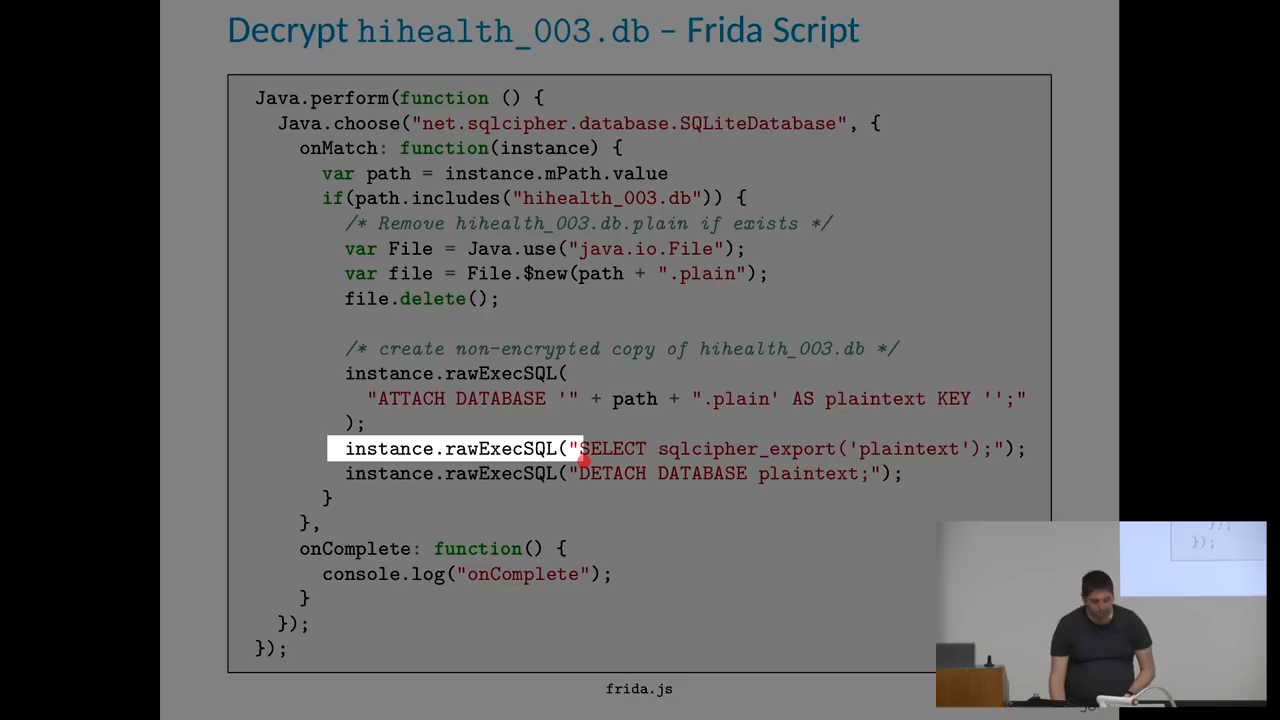 Decrypt hihealth_003.db – Frida Script
Java.perform(function () {
Java.choose("net.sqlcipher.database.SQLiteDatabase", {
onMatch: function(instance) {
var path = instance.mPath.value
if(path.includes("hihealth_003.db")) {
/* Remove hihealth_003.db.plain if exists */
var File = Java.use("java.io.File");
var file = File.$new(path + ".plain");
file.delete();
/* create non-encrypted copy of hihealth_003.db */
instance.rawExecSQL(
"ATTACH DATABASE '" + path + ".plain' AS plaintext KEY '';"
);
instance.rawExecSQL("SELECT sqlcipher_export('plaintext');");
instance.rawExecSQL("DETACH DATABASE plaintext;");
}
},
onComplete: function() {
console.log("onComplete");
}
});
});
frida.js
});
});